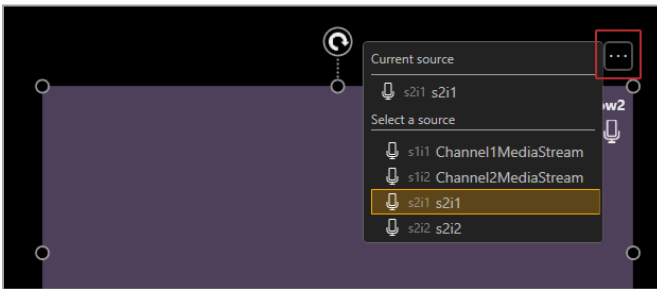 Current source
s2i1 s2i1
Select a source
s1i1 Channel1MediaStream
s1i2 Channel2MediaStream
s2i1 s2i1
s2i2 s2i2